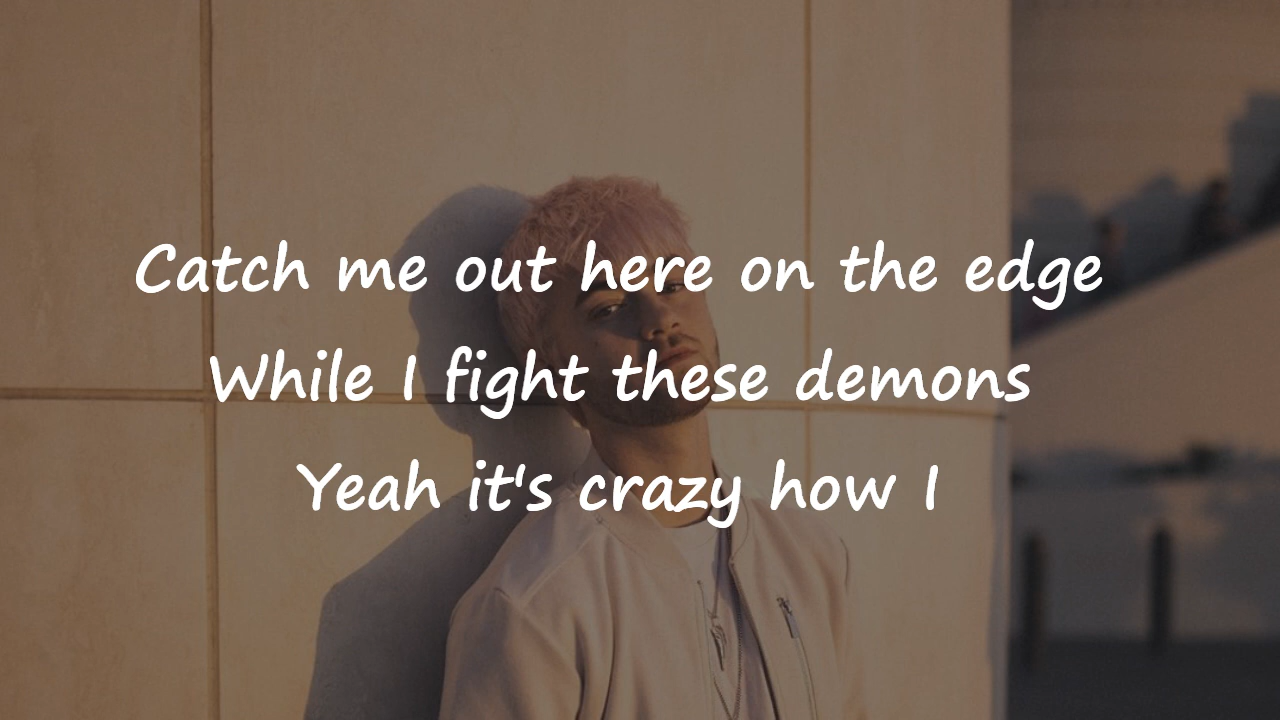 Catch me out here on the edge
While I fight these demons
Yeah it's crazy how I